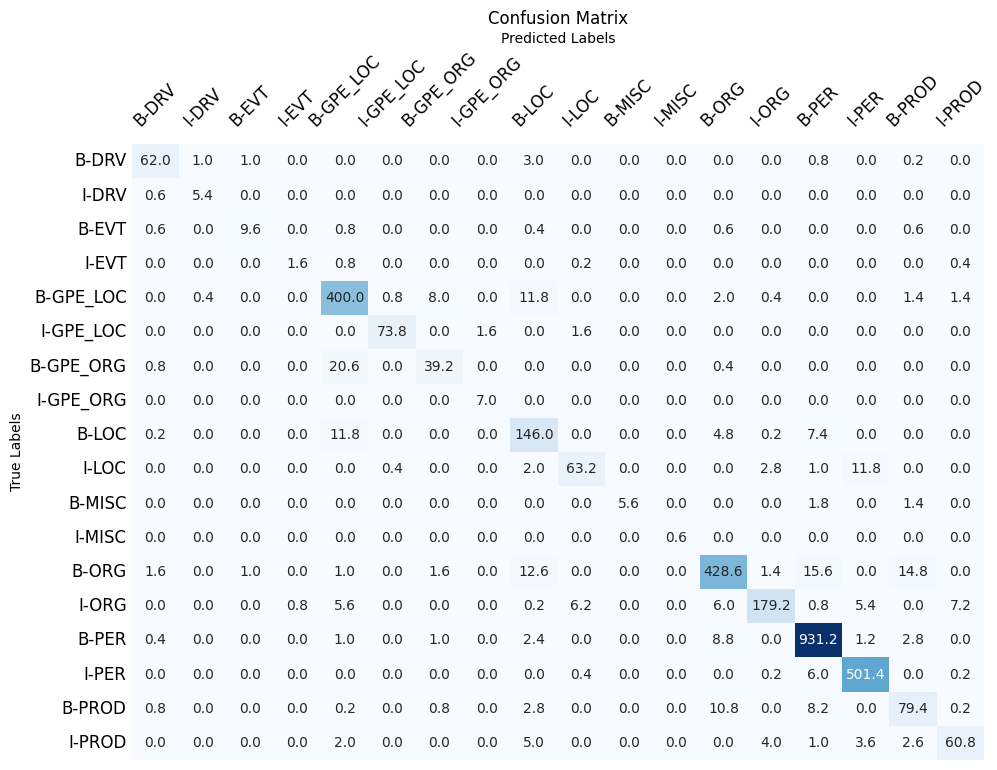 Confusion Matrix
Predicted Labels
B-DRV I-DRV B-EVT I-EVT B-GPE_LOC I-GPE_LOC B-GPE_ORG I-GPE_ORG B-LOC I-LOC B-MISC I-MISC B-ORG I-ORG B-PER I-PER B-PROD I-PROD
True Labels
B-DRV 62.0 1.0 1.0 0.0 0.0 0.0 0.0 0.0 3.0 0.0 0.0 0.0 0.0 0.0 0.8 0.0 0.2 0.0
I-DRV 0.6 5.4 0.0 0.0 0.0 0.0 0.0 0.0 0.0 0.0 0.0 0.0 0.0 0.0 0.0 0.0 0.0 0.0
B-EVT 0.6 0.0 9.6 0.0 0.8 0.0 0.0 0.0 0.4 0.0 0.0 0.0 0.6 0.0 0.0 0.0 0.6 0.0
I-EVT 0.0 0.0 0.0 1.6 0.8 0.0 0.0 0.0 0.0 0.2 0.0 0.0 0.0 0.0 0.0 0.0 0.0 0.4
B-GPE_LOC 0.0 0.4 0.0 0.0 400.0 0.8 8.0 0.0 11.8 0.0 0.0 0.0 2.0 0.4 0.0 0.0 1.4 1.4
I-GPE_LOC 0.0 0.0 0.0 0.0 0.0 73.8 0.0 1.6 0.0 1.6 0.0 0.0 0.0 0.0 0.0 0.0 0.0 0.0
B-GPE_ORG 0.8 0.0 0.0 0.0 20.6 0.0 39.2 0.0 0.0 0.0 0.0 0.0 0.4 0.0 0.0 0.0 0.0 0.0
I-GPE_ORG 0.0 0.0 0.0 0.0 0.0 0.0 0.0 7.0 0.0 0.0 0.0 0.0 0.0 0.0 0.0 0.0 0.0 0.0
B-LOC 0.2 0.0 0.0 0.0 11.8 0.0 0.0 0.0 146.0 0.0 0.0 0.0 4.8 0.2 7.4 0.0 0.0 0.0
I-LOC 0.0 0.0 0.0 0.0 0.0 0.4 0.0 0.0 2.0 63.2 0.0 0.0 0.0 2.8 1.0 11.8 0.0 0.0
B-MISC 0.0 0.0 0.0 0.0 0.0 0.0 0.0 0.0 0.0 0.0 5.6 0.0 0.0 0.0 1.8 0.0 1.4 0.0
I-MISC 0.0 0.0 0.0 0.0 0.0 0.0 0.0 0.0 0.0 0.0 0.0 0.6 0.0 0.0 0.0 0.0 0.0 0.0
B-ORG 1.6 0.0 1.0 0.0 1.0 0.0 1.6 0.0 12.6 0.0 0.0 0.0 428.6 1.4 15.6 0.0 14.8 0.0
I-ORG 0.0 0.0 0.0 0.8 5.6 0.0 0.0 0.0 0.2 6.2 0.0 0.0 6.0 179.2 0.8 5.4 0.0 7.2
B-PER 0.4 0.0 0.0 0.0 1.0 0.0 1.0 0.0 2.4 0.0 0.0 0.0 8.8 0.0 931.2 1.2 2.8 0.0
I-PER 0.0 0.0 0.0 0.0 0.0 0.0 0.0 0.0 0.0 0.4 0.0 0.0 0.0 0.2 6.0 501.4 0.0 0.2
B-PROD 0.8 0.0 0.0 0.0 0.2 0.0 0.8 0.0 2.8 0.0 0.0 0.0 10.8 0.0 8.2 0.0 79.4 0.2
I-PROD 0.0 0.0 0.0 0.0 2.0 0.0 0.0 0.0 5.0 0.0 0.0 0.0 0.0 4.0 1.0 3.6 2.6 60.8